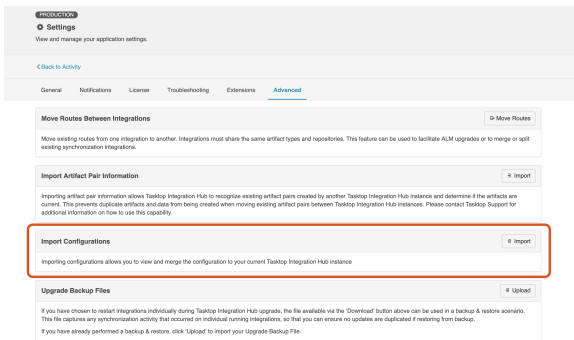 PRODUCTION
Settings
View and manage your application settings.
Back to Activity
General Notifications License Troubleshooting Extensions Advanced
Move Routes Between Integrations Move Routes
Move existing routes from one integration to another. Integrations must share the same artifact types and repositories. This feature can be used to facilitate ALM upgrades or to merge or split
existing synchronization integrations.
Import Artifact Pair Information Import
Importing artifact pair information allows Tasktop Integration Hub to recognize existing artifact pairs created by another Tasktop Integration Hub instance and determine if the artifacts are
current. This prevents duplicate artifacts and data from being created when moving existing artifact pairs between Tasktop Integration Hub instances. Please contact Tasktop Support for
additional information on how to use this capability.
Import Configurations Import
Importing configurations allows you to view and merge the configuration to your current Tasktop Integration Hub instance
Upgrade Backup Files Upload
If you have chosen to restart integrations individually during Tasktop Integration Hub upgrade, the file available via the 'Download' button above can be used in a backup & restore scenario.
This file captures any synchronization activity that occurred on individual running integrations, so that you can ensure no updates are duplicated if restoring from backup.
If you have already performed a backup & restore, click 'Upload' to import your Upgrade Backup File.